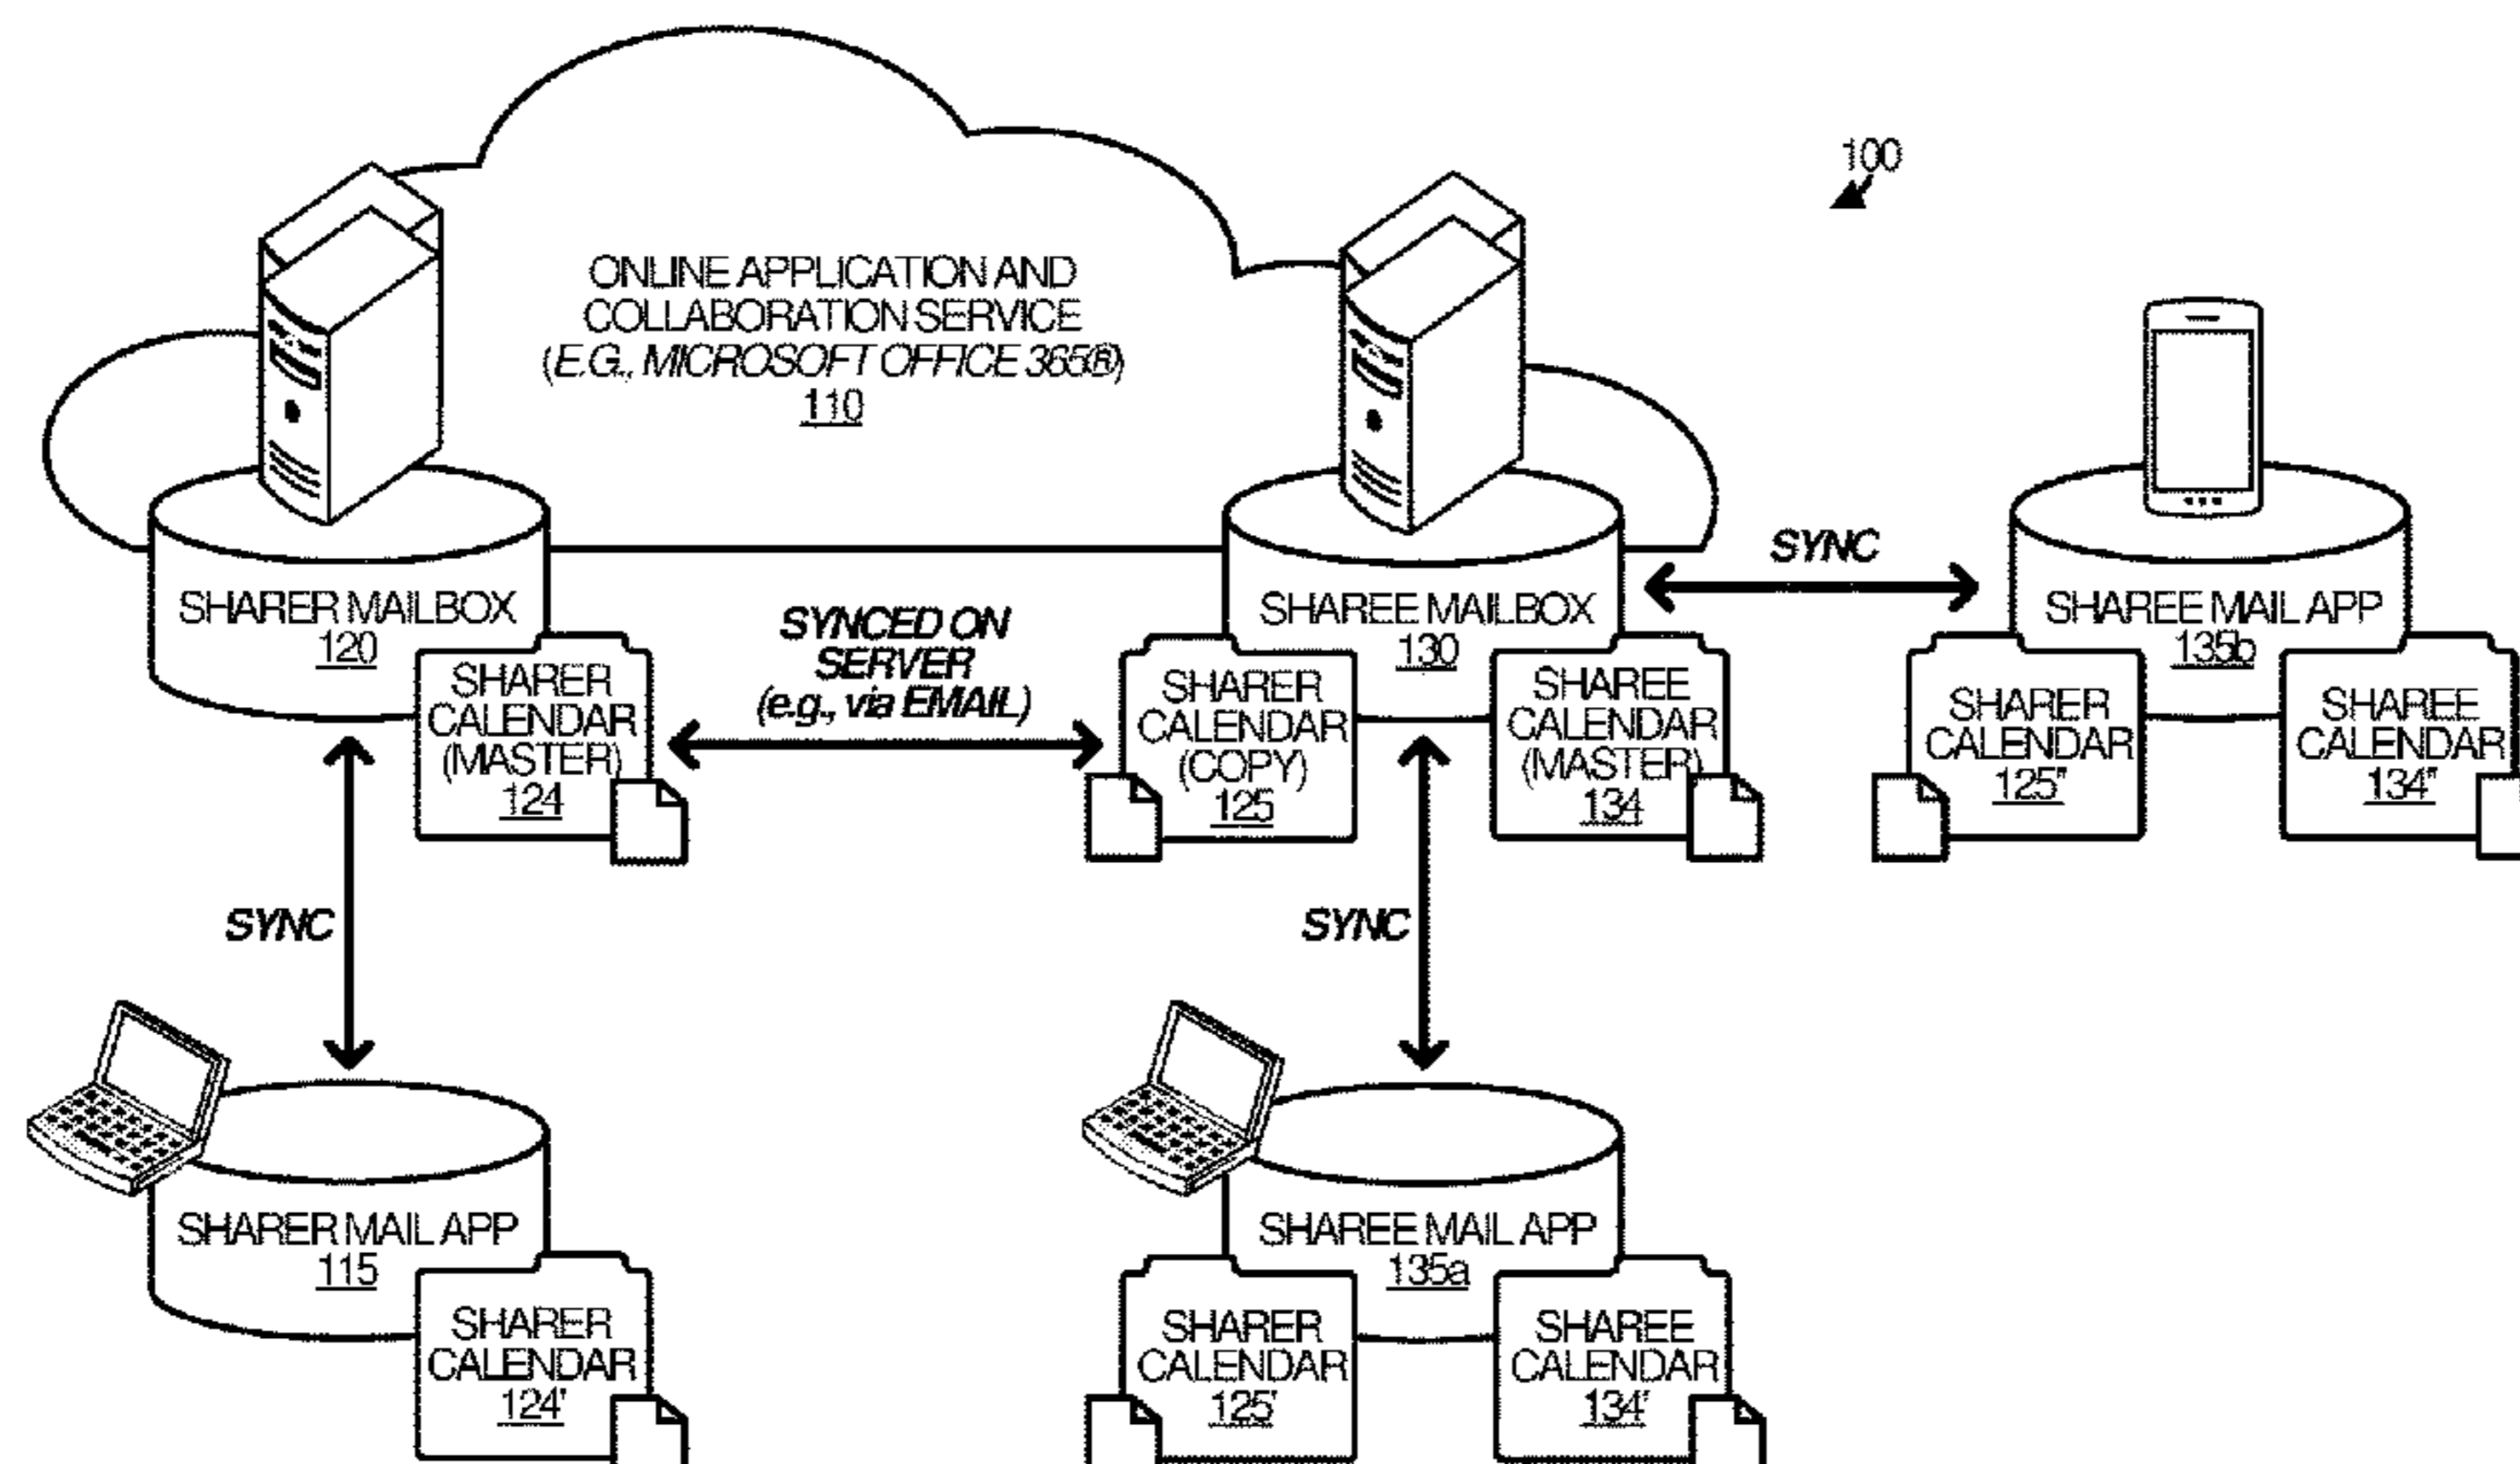 100
ONLINE APPLICATION AND
COLLABORATION SERVICE
(E.G., MICROSOFT OFFICE 365®)
110
SHARER MAILBOX
120
SHARER
CALENDAR
(MASTER)
124
SYNCED ON
SERVER
(e.g., via EMAIL)
SHAREE MAILBOX
130
SHARER
CALENDAR
(COPY)
125
SHAREE
CALENDAR
(MASTER)
134
SYNC
SHAREE MAIL APP
135b
SHARER
CALENDAR
125"
SHAREE
CALENDAR
134"
SYNC
SYNC
SHARER MAIL APP
115
SHARER
CALENDAR
124'
SHAREE MAIL APP
135a
SHARER
CALENDAR
125'
SHAREE
CALENDAR
134'